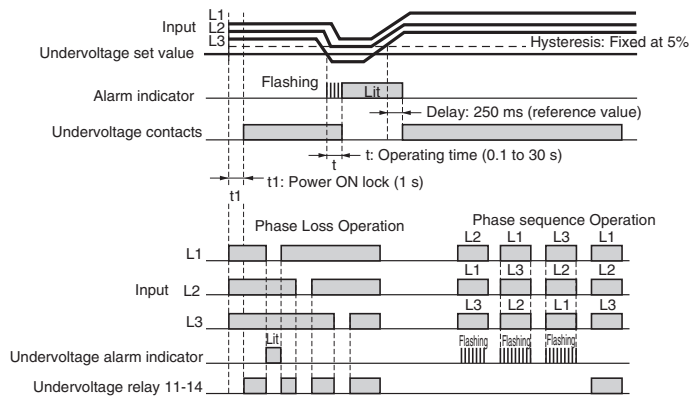 L1
Input L2
L3
Undervoltage set value
Hysteresis: Fixed at 5%
Flashing
Alarm indicator
Lit
Delay: 250 ms (reference value)
Undervoltage contacts
t
t: Operating time (0.1 to 30 s)
t1: Power ON lock (1 s)
t1
Phase Loss Operation
Phase sequence Operation
L1
L2 L1 L3 L1
Input L2
L1 L3 L2 L2
L3
L3 L2 L1 L3
Lit
Flashing Flashing Flashing
Undervoltage alarm indicator
Undervoltage relay 11-14